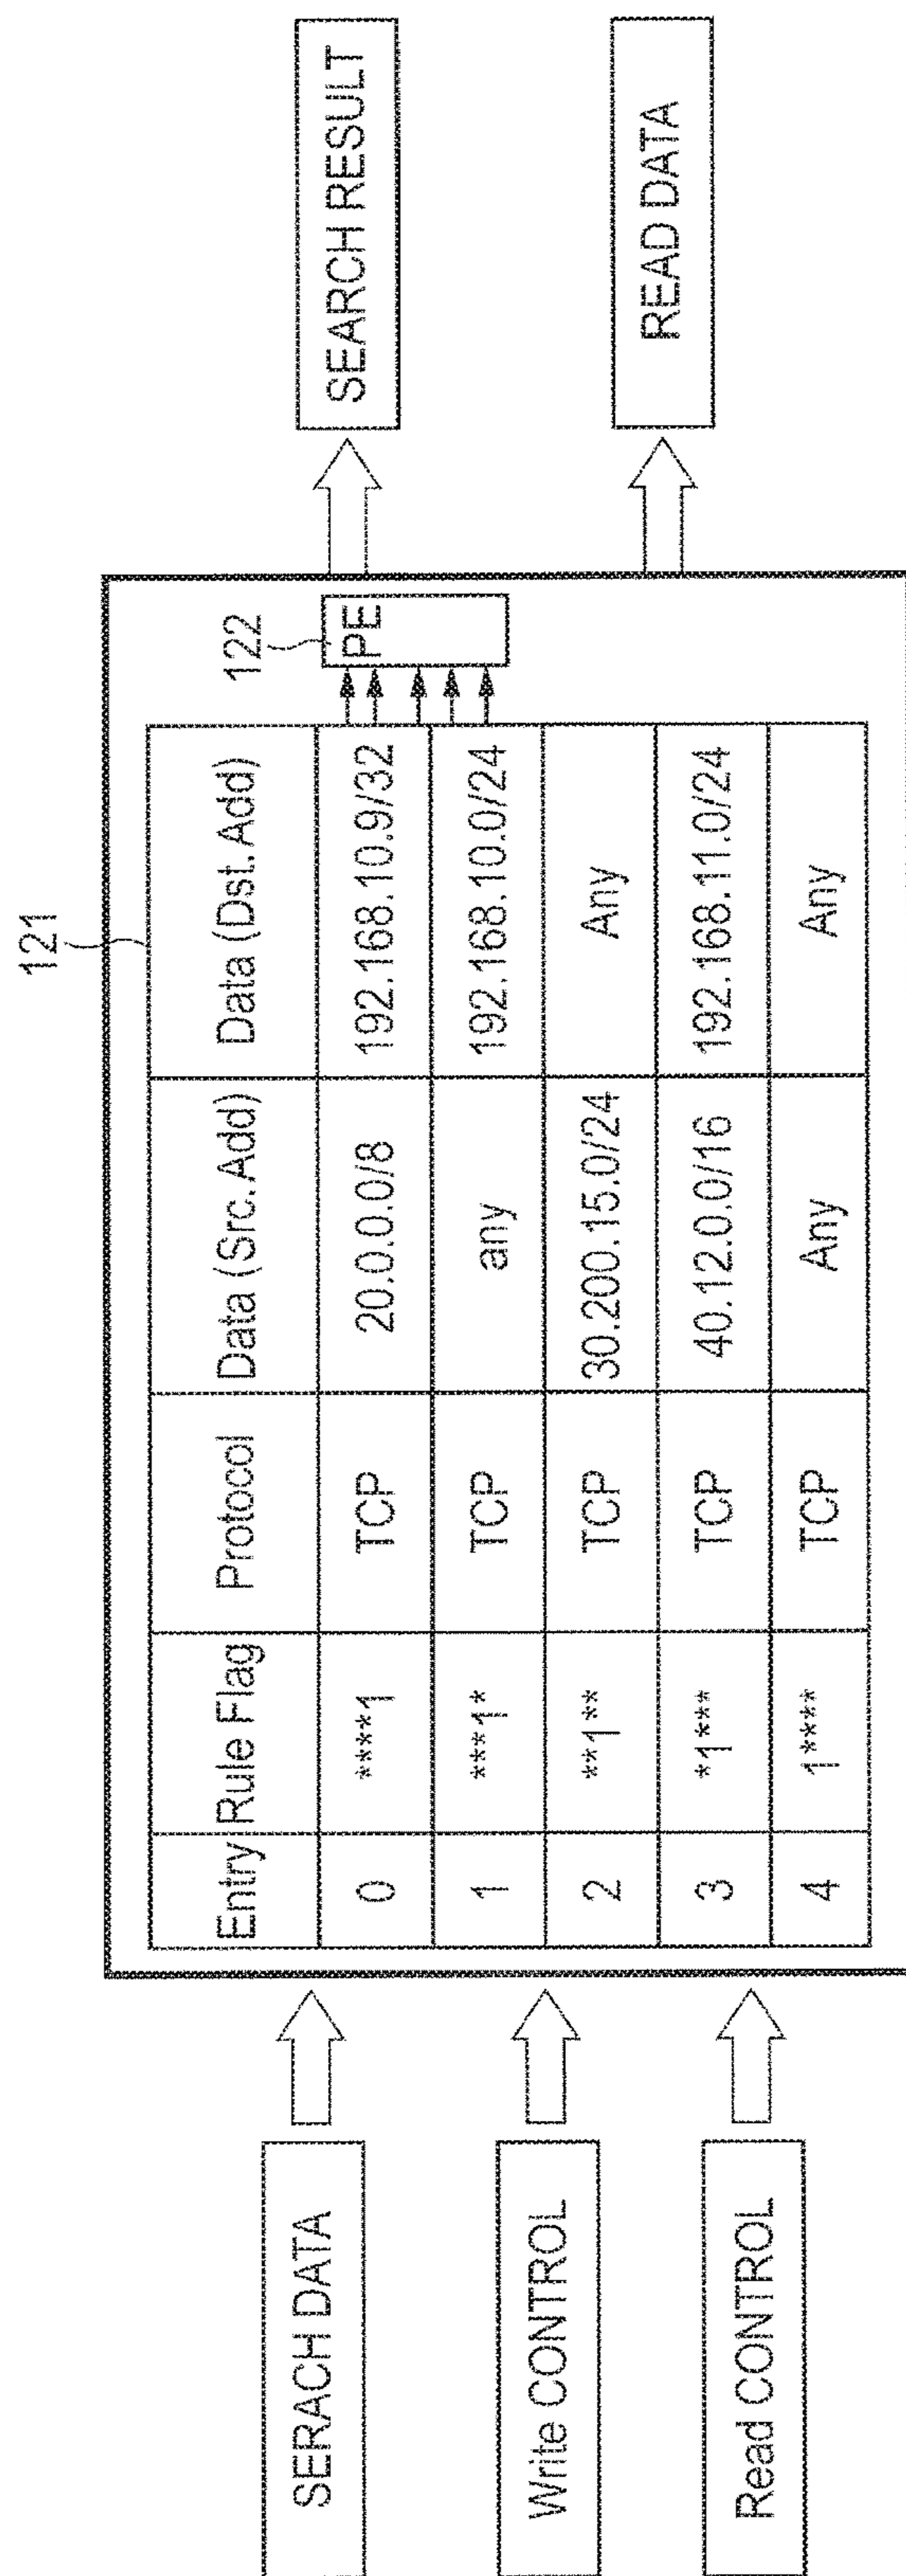 121
122
SERACH DATA
Write CONTROL
Read CONTROL
Entry Rule Flag Protocol Data (Src. Add) Data (Dst. Add)
0 ****1 TCP 20.0.0.0/8 192.168.10.9/32
1 ***1* TCP any 192.168.10.0/24
2 **1** TCP 30.200.15.0/24 Any
3 *1*** TCP 40.12.0.0/16 192.168.11.0/24
4 1**** TCP Any Any
PE
SEARCH RESULT
READ DATA